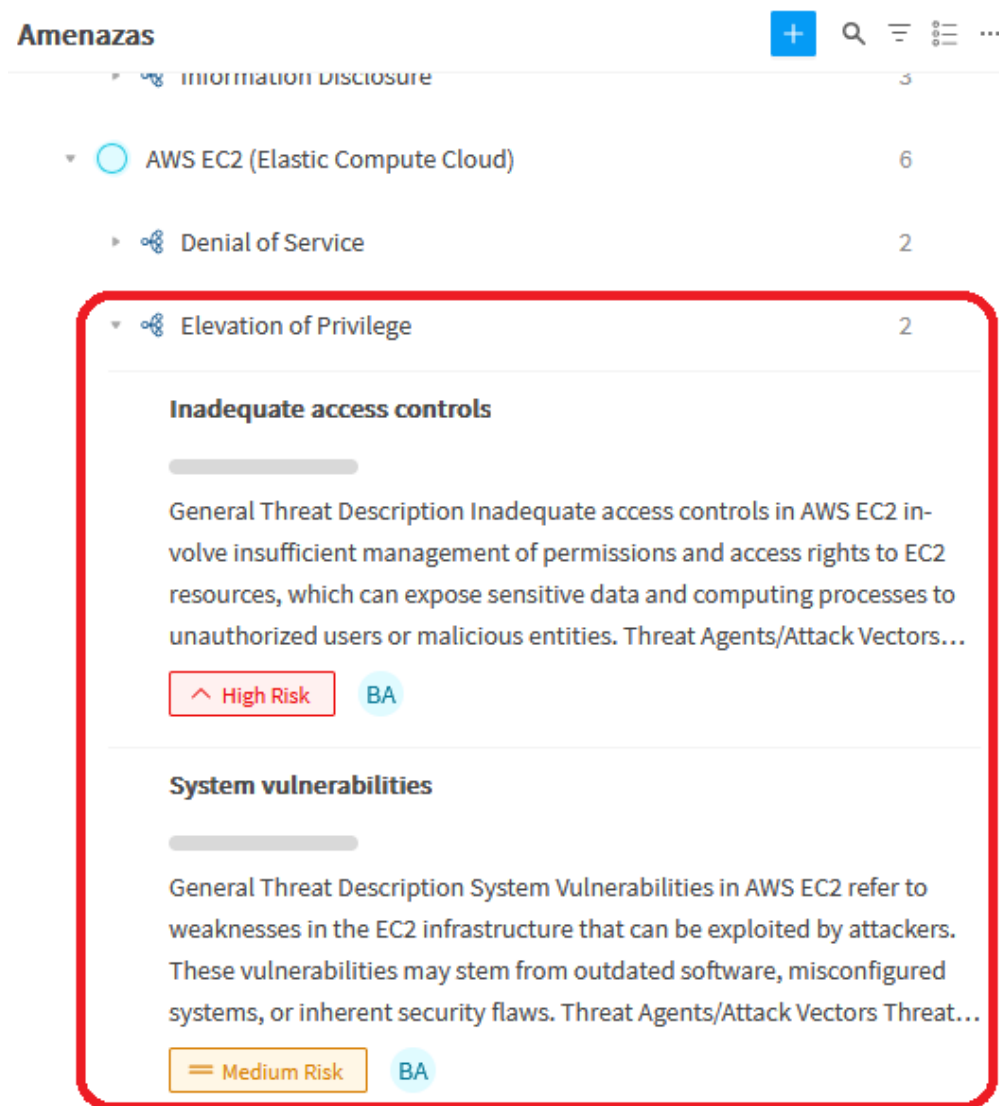 Amenazas
Information Disclosure 3
AWS EC2 (Elastic Compute Cloud) 6
Denial of Service 2
Elevation of Privilege 2
Inadequate access controls
General Threat Description Inadequate access controls in AWS EC2 in-
volve insufficient management of permissions and access rights to EC2
resources, which can expose sensitive data and computing processes to
unauthorized users or malicious entities. Threat Agents/Attack Vectors...
High Risk BA
System vulnerabilities
General Threat Description System Vulnerabilities in AWS EC2 refer to
weaknesses in the EC2 infrastructure that can be exploited by attackers.
These vulnerabilities may stem from outdated software, misconfigured
systems, or inherent security flaws. Threat Agents/Attack Vectors Threat...
Medium Risk BA